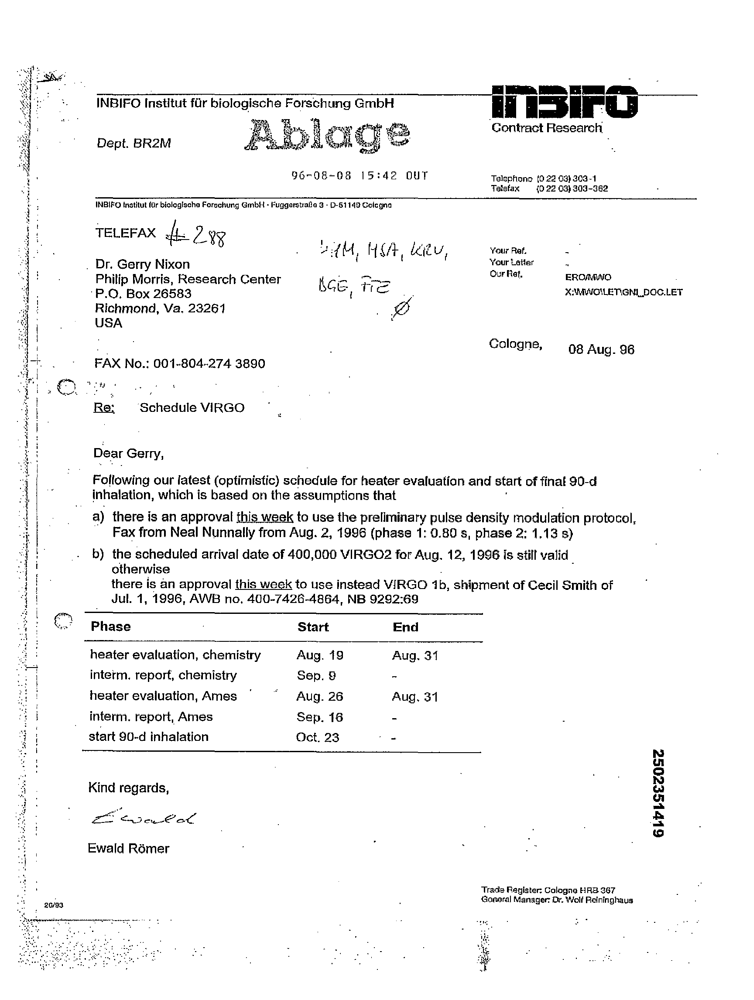 INBIFO Institut für biologische Forschung GmbH
INBIFO
Contract Research
Dept. BR2M
Ablage
96-08-08 15:42 OUT
Telephone (0 22 03) 303-1
Telefax (0 22 03) 303-362
INBIFO Institut für biologische Forschung GmbH - Fuggerstraße 3 - D-51149 Cologne
TELEFAX # 288
HSA, KRU,
BGE, FTZ
Dr. Gerry Nixon
Philip Morris, Research Center
P.O. Box 26583
Richmond, Va. 23261
USA
Your Ref. -
Your Letter -
Our Ref. ERO/MWO
X:\MWO\LET\GNI_DOC.LET
Cologne, 08 Aug. 96
FAX No.: 001-804-274 3890
Re: Schedule VIRGO
Dear Gerry,
Following our latest (optimistic) schedule for heater evaluation and start of final 90-d
inhalation, which is based on the assumptions that
a) there is an approval this week to use the preliminary pulse density modulation protocol,
Fax from Neal Nunnally from Aug. 2, 1996 (phase 1: 0.80 s, phase 2: 1.13 s)
b) the scheduled arrival date of 400,000 VIRGO2 for Aug. 12, 1996 is still valid
otherwise
there is an approval this week to use instead VIRGO 1b, shipment of Cecil Smith of
Jul. 1, 1996, AWB no. 400-7426-4864, NB 9292:69
Phase Start End
heater evaluation, chemistry Aug. 19 Aug. 31
interm. report, chemistry Sep. 9 -
heater evaluation, Ames Aug. 26 Aug. 31
interm. report, Ames Sep. 16 -
start 90-d inhalation Oct. 23 -
Kind regards,
Ewald
Ewald Römer
2502351419
Trade Register: Cologne HRB 367
General Manager: Dr. Wolf Reininghaus
20/93